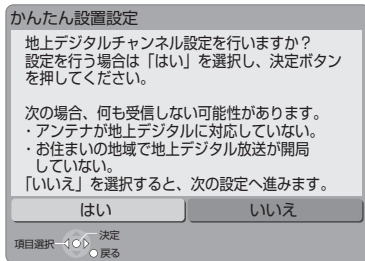 かんたん設置設定
地上デジタルチャンネル設定を行いますか？
設定を行う場合は「はい」を選択し、決定ボタン
を押してください。
次の場合、何も受信しない可能性があります。
・アンテナが地上デジタルに対応していない。
・お住まいの地域で地上デジタル放送が開局
していない。
「いいえ」を選択すると、次の設定へ進みます。
はい いいえ
項目選択 決定
戻る